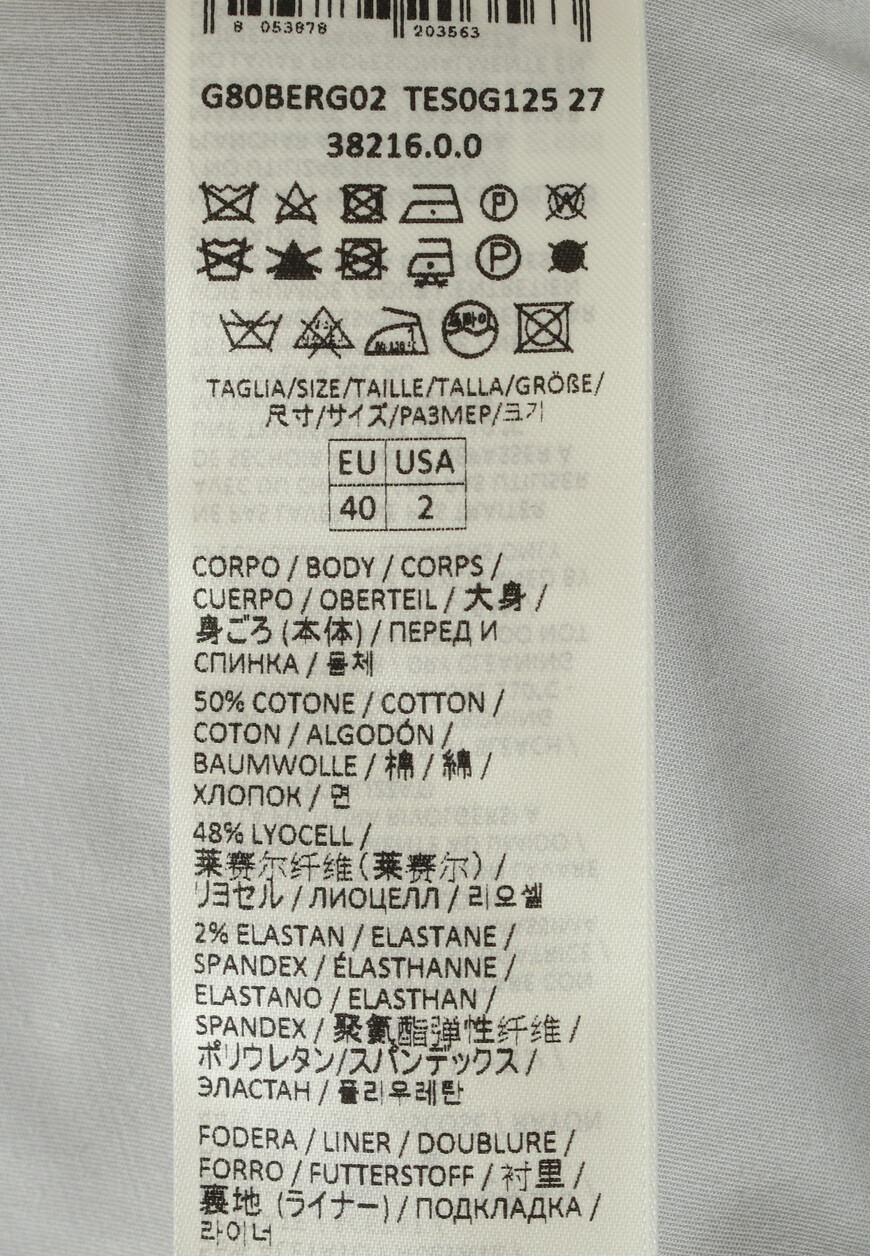 8 053878 203563
G80BERG02 TES0G125 27
38216.0.0
P W
P
드라이
TAGLIA/SIZE/TAILLE/TALLA/GRÖßE/
尺寸/サイズ/РАЗМЕР/크기
EU USA
40 2
CORPO / BODY / CORPS /
CUERPO / OBERTEIL / 大身 /
身ごろ (本体) / ПЕРЕД И
СПИНКА / 몸체
50% COTONE / COTTON /
COTON / ALGODÓN /
BAUMWOLLE / 棉 / 綿 /
ХЛОПОК / 면
48% LYOCELL /
莱赛尔纤维(莱赛尔) /
リヨセル / ЛИОЦЕЛЛ / 리오셀
2% ELASTAN / ELASTANE /
SPANDEX / ÉLASTHANNE /
ELASTANO / ELASTHAN /
SPANDEX / 聚氨酯弹性纤维 /
ポリウレタン/スパンデックス /
ЭЛАСТАН / 폴리우레탄
FODERA / LINER / DOUBLURE /
FORRO / FUTTERSTOFF / 衬里 /
裏地 (ライナー) / ПОДКЛАДКА /
라이너